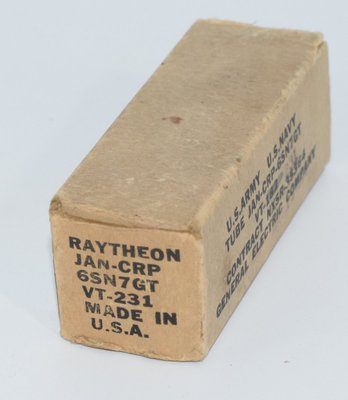 RAYTHEON
JAN-CRP
6SN7GT
VT-231
MADE IN
U.S.A.
U.S. ARMY U.S. NAVY
TUBE JAN-CRP-6SN7GT
VT-231
CONTRACT
GENERAL ELECTRIC COMPANY